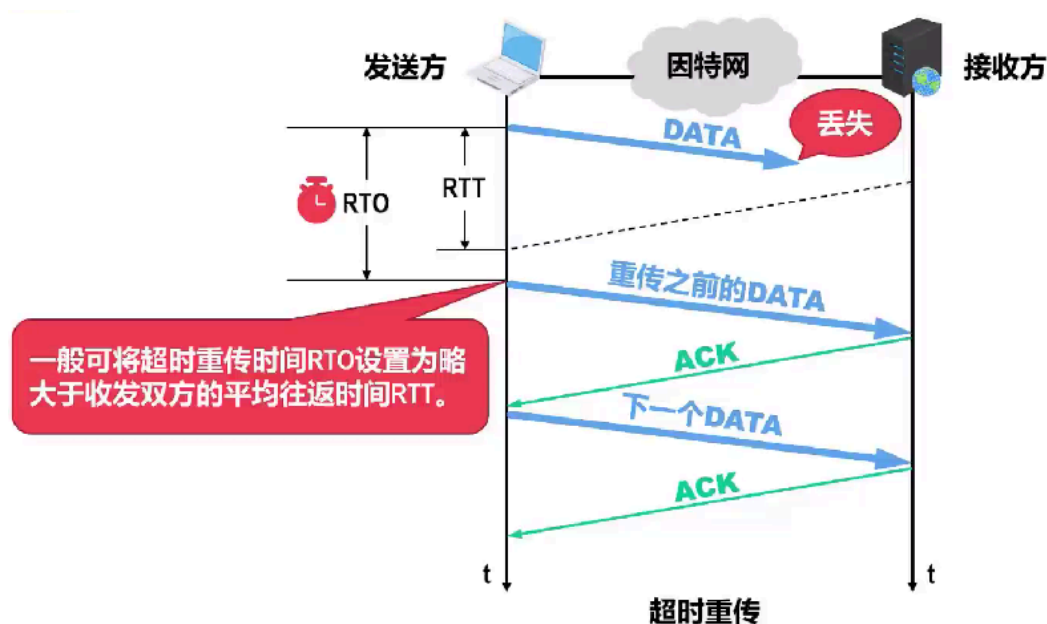 发送方
因特网
接收方
DATA
丢失
RTO
RTT
重传之前的DATA
一般可将超时重传时间RTO设置为略
大于收发双方的平均往返时间RTT。
ACK
下一个DATA
ACK
t
t
超时重传